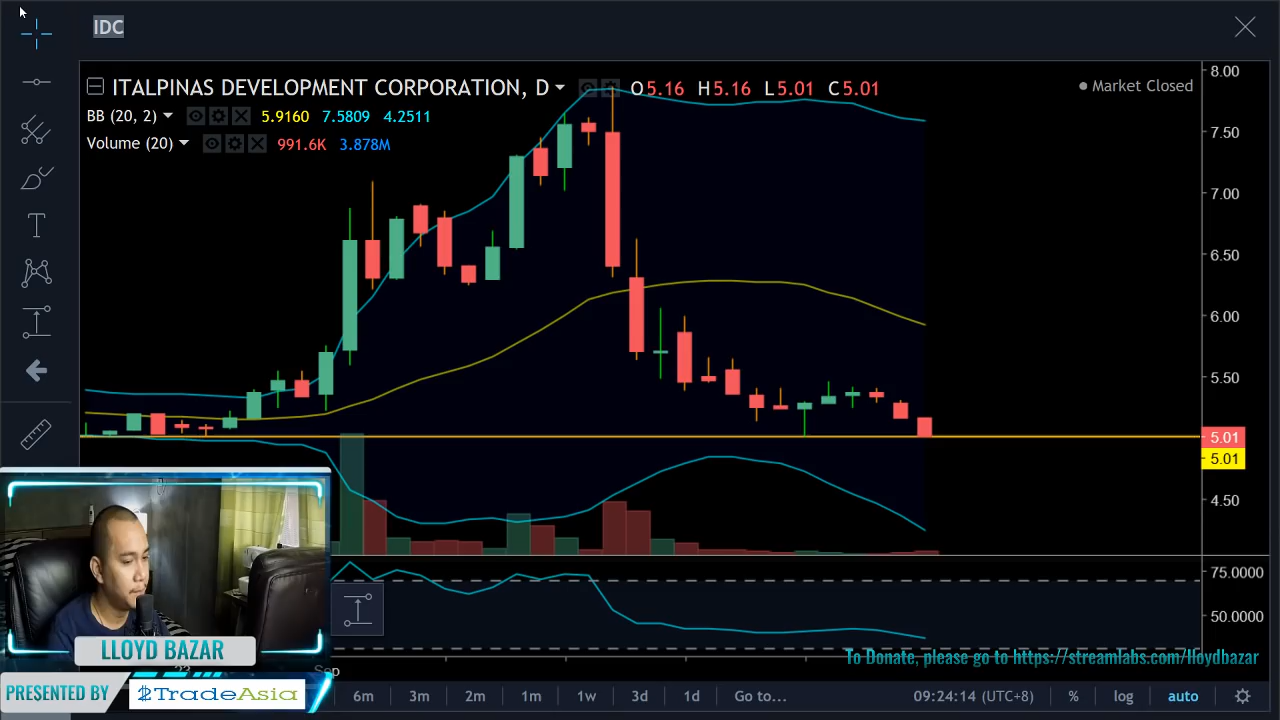 IDC
ITALPINAS DEVELOPMENT CORPORATION, D O5.16 H5.16 L5.01 C5.01
Market Closed
BB (20, 2) 5.9160 7.5809 4.2511
Volume (20) 991.6K 3.878M
8.00
7.50
7.00
6.50
6.00
5.50
5.01
5.01
4.50
75.0000
50.0000
LLOYD BAZAR
23 Sep
To Donate, please go to https://streamlabs.com/lloydbazar
PRESENTED BY $TradeAsia
6m 3m 2m 1m 1w 3d 1d Go to... 09:24:14 (UTC+8) % log auto